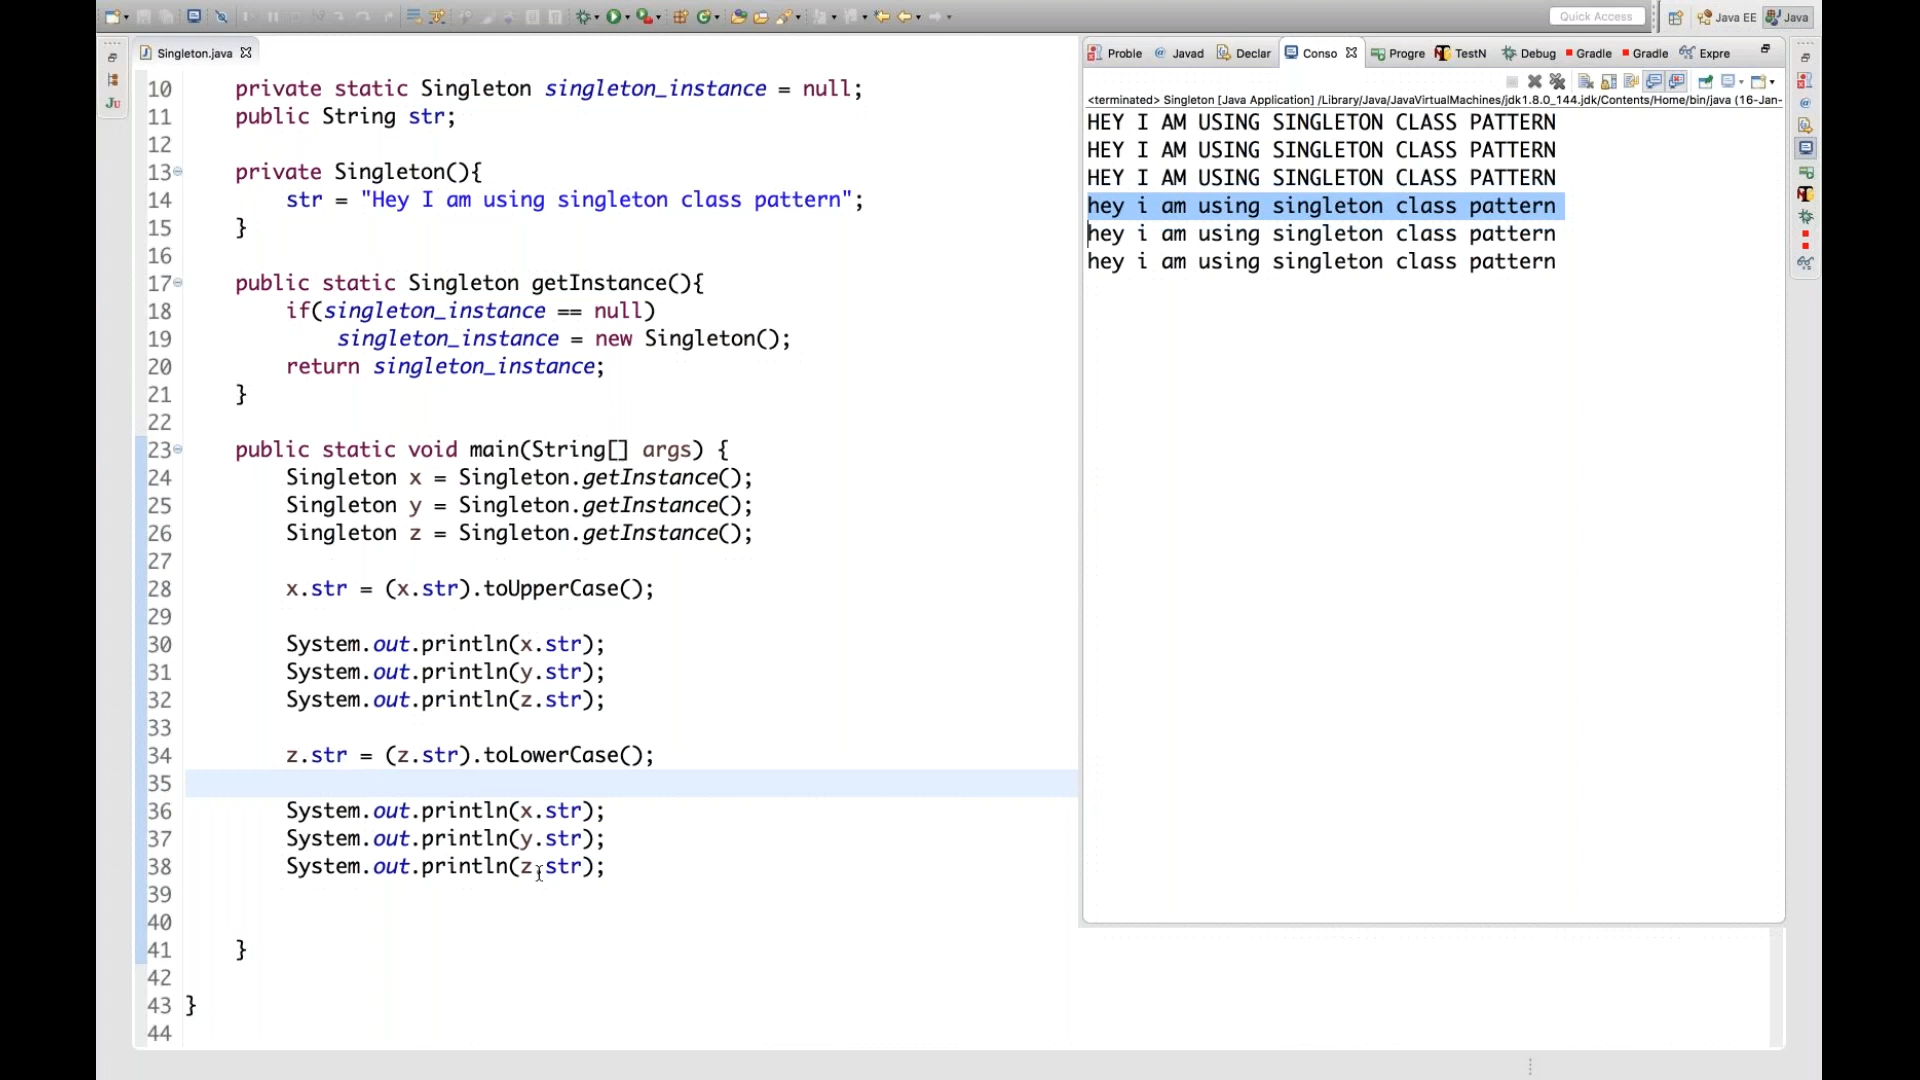 Quick Access
Java EE
Java
Singleton.java
Proble
Javad
Declar
Conso
Progre
TestN
Debug
Gradle
Gradle
Expre
<terminated> Singleton [Java Application] /Library/Java/JavaVirtualMachines/jdk1.8.0_144.jdk/Contents/Home/bin/java (16-Jan-
10 private static Singleton singleton_instance = null;
11 public String str;
12
13 private Singleton(){
14 str = "Hey I am using singleton class pattern";
15 }
16
17 public static Singleton getInstance(){
18 if(singleton_instance == null)
19 singleton_instance = new Singleton();
20 return singleton_instance;
21 }
22
23 public static void main(String[] args) {
24 Singleton x = Singleton.getInstance();
25 Singleton y = Singleton.getInstance();
26 Singleton z = Singleton.getInstance();
27
28 x.str = (x.str).toUpperCase();
29
30 System.out.println(x.str);
31 System.out.println(y.str);
32 System.out.println(z.str);
33
34 z.str = (z.str).toLowerCase();
35
36 System.out.println(x.str);
37 System.out.println(y.str);
38 System.out.println(z.str);
39
40
41 }
42
43 }
44
HEY I AM USING SINGLETON CLASS PATTERN
HEY I AM USING SINGLETON CLASS PATTERN
HEY I AM USING SINGLETON CLASS PATTERN
hey i am using singleton class pattern
hey i am using singleton class pattern
hey i am using singleton class pattern